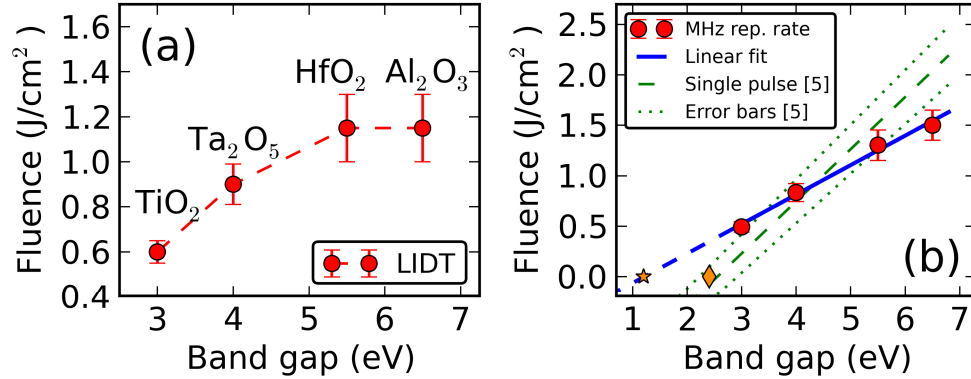 (a)
Fluence (J/cm²)
1.6
1.4
1.2
1.0
0.8
0.6
0.4
TiO₂
Ta₂O₅
HfO₂
Al₂O₃
LIDT
3 4 5 6 7
Band gap (eV)
(b)
Fluence (J/cm²)
2.5
2.0
1.5
1.0
0.5
0.0
MHz rep. rate
Linear fit
Single pulse [5]
Error bars [5]
1 2 3 4 5 6 7
Band gap (eV)